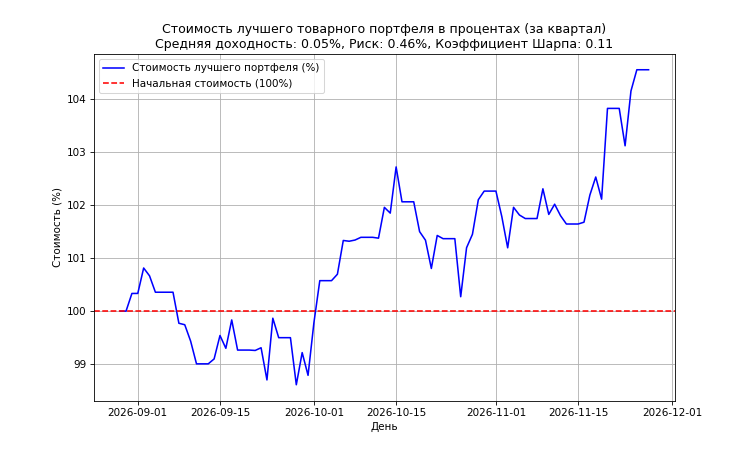 Стоимость лучшего товарного портфеля в процентах (за квартал)
Средняя доходность: 0.05%, Риск: 0.46%, Коэффициент Шарпа: 0.11
Стоимость лучшего портфеля (%)
Начальная стоимость (100%)
Стоимость (%)
104
103
102
101
100
99
2026-09-01
2026-09-15
2026-10-01
2026-10-15
2026-11-01
2026-11-15
2026-12-01
День